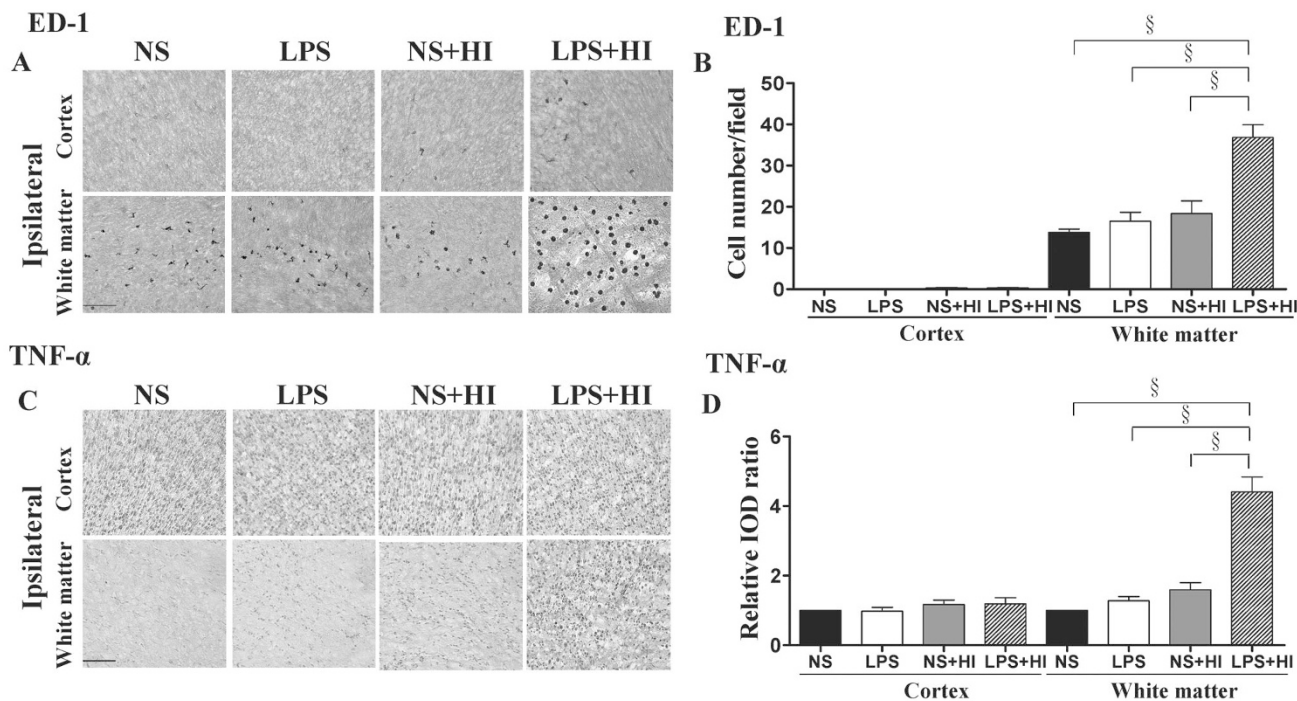 ED-1
A
NS LPS NS+HI LPS+HI
Ipsilateral
Cortex
White matter
ED-1
B
§
§
§
Cell number/field
50
40
30
20
10
0
NS LPS NS+HI LPS+HI NS LPS NS+HI LPS+HI
Cortex White matter
TNF-α
C
NS LPS NS+HI LPS+HI
Ipsilateral
Cortex
White matter
TNF-α
D
§
§
§
Relative IOD ratio
6
4
2
0
NS LPS NS+HI LPS+HI NS LPS NS+HI LPS+HI
Cortex White matter